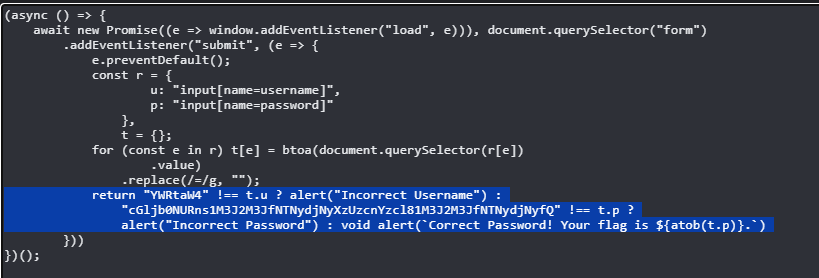 (async () => {
    await new Promise((e => window.addEventListener("load", e))), document.querySelector("form")
        .addEventListener("submit", (e => {
            e.preventDefault();
            const r = {
                    u: "input[name=username]",
                    p: "input[name=password]"
                },
                t = {};
            for (const e in r) t[e] = btoa(document.querySelector(r[e])
                .value)
                .replace(/=/g, "");
            return "YWRtaW4" !== t.u ? alert("Incorrect Username") :
                "cGljb0NURns1M3J2M3JfNTNydjNyXzUzcnYzcl81M3J2M3JfNTNydjNyfQ" !== t.p ?
                alert("Incorrect Password") : void alert(`Correct Password! Your flag is ${atob(t.p)}.`)
        }))
})();